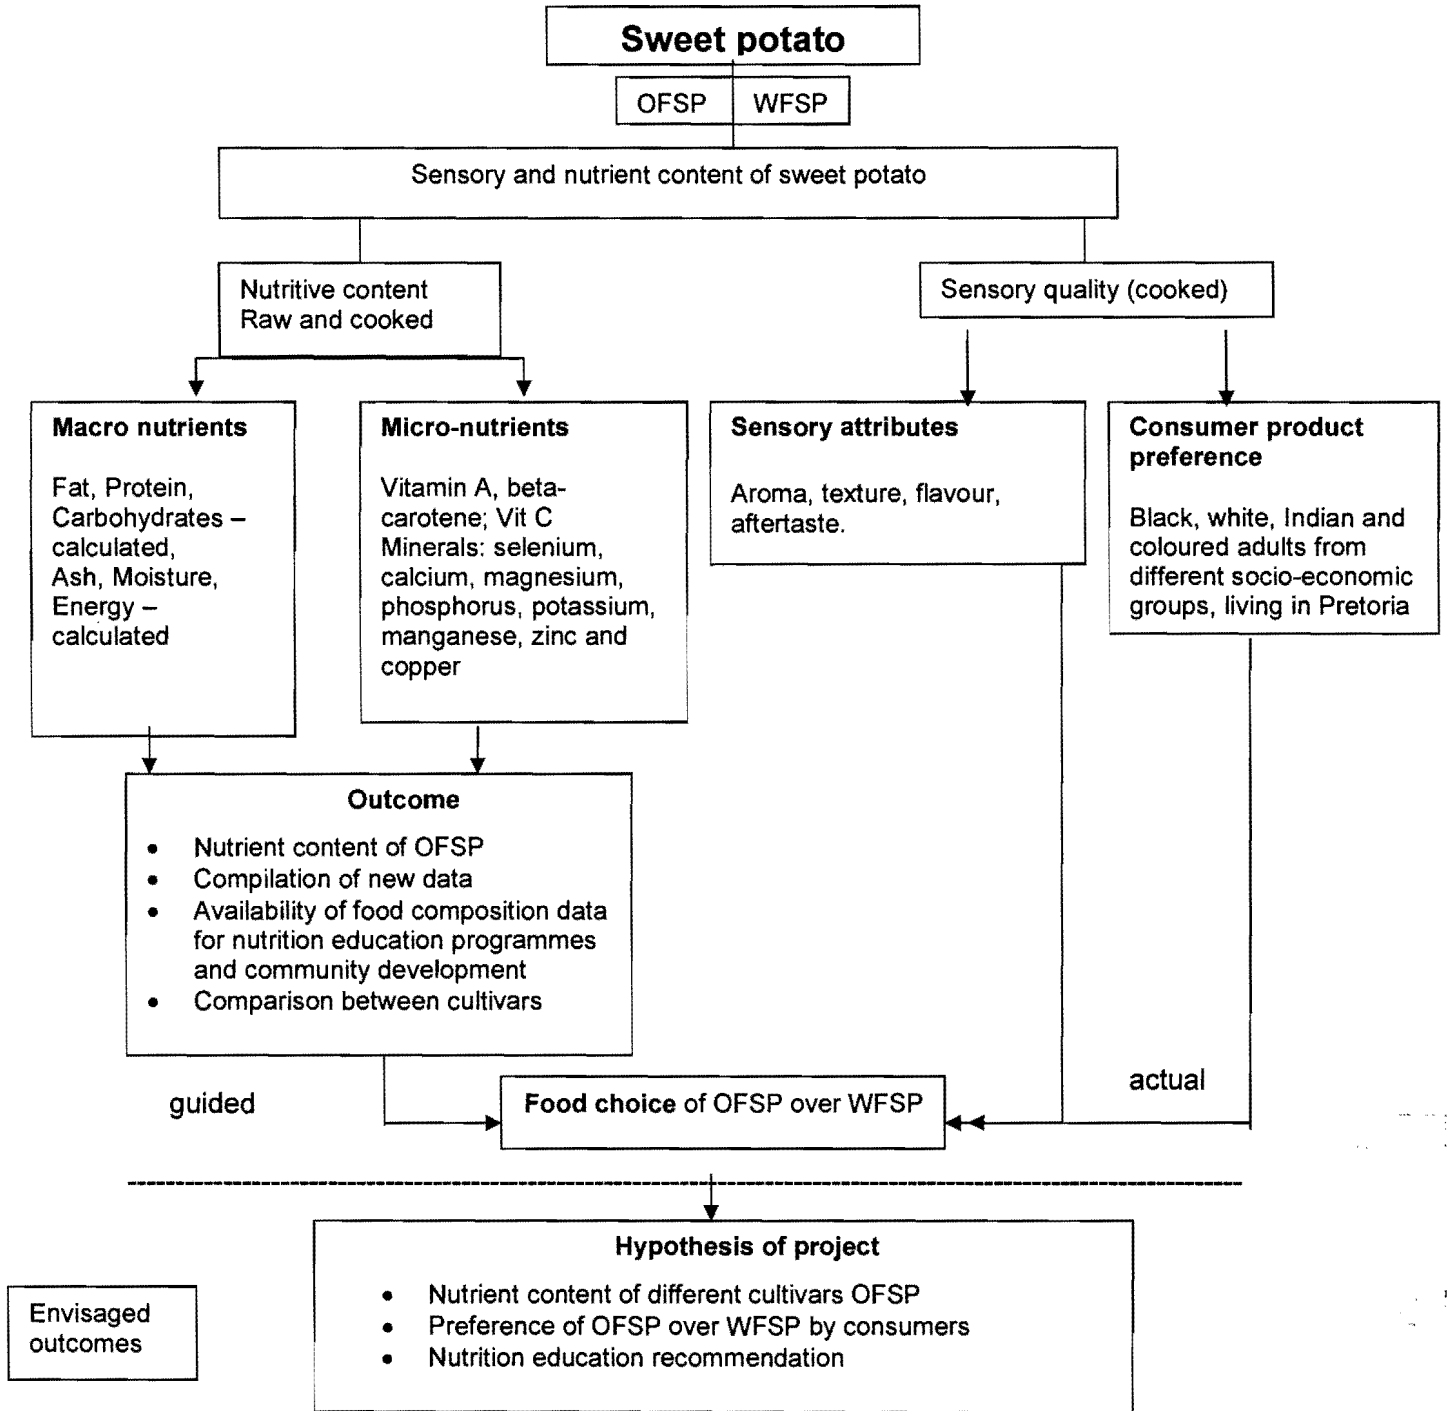 Sweet potato
OFSP
WFSP
Sensory and nutrient content of sweet potato
Nutritive content
Raw and cooked
Sensory quality (cooked)
Macro nutrients
Fat, Protein,
Carbohydrates –
calculated,
Ash, Moisture,
Energy –
calculated
Micro-nutrients
Vitamin A, beta-
carotene; Vit C
Minerals: selenium,
calcium, magnesium,
phosphorus, potassium,
manganese, zinc and
copper
Sensory attributes
Aroma, texture, flavour,
aftertaste.
Consumer product
preference
Black, white, Indian and
coloured adults from
different socio-economic
groups, living in Pretoria
Outcome
• Nutrient content of OFSP
• Compilation of new data
• Availability of food composition data
for nutrition education programmes
and community development
• Comparison between cultivars
guided
Food choice of OFSP over WFSP
actual
Hypothesis of project
• Nutrient content of different cultivars OFSP
• Preference of OFSP over WFSP by consumers
• Nutrition education recommendation
Envisaged
outcomes